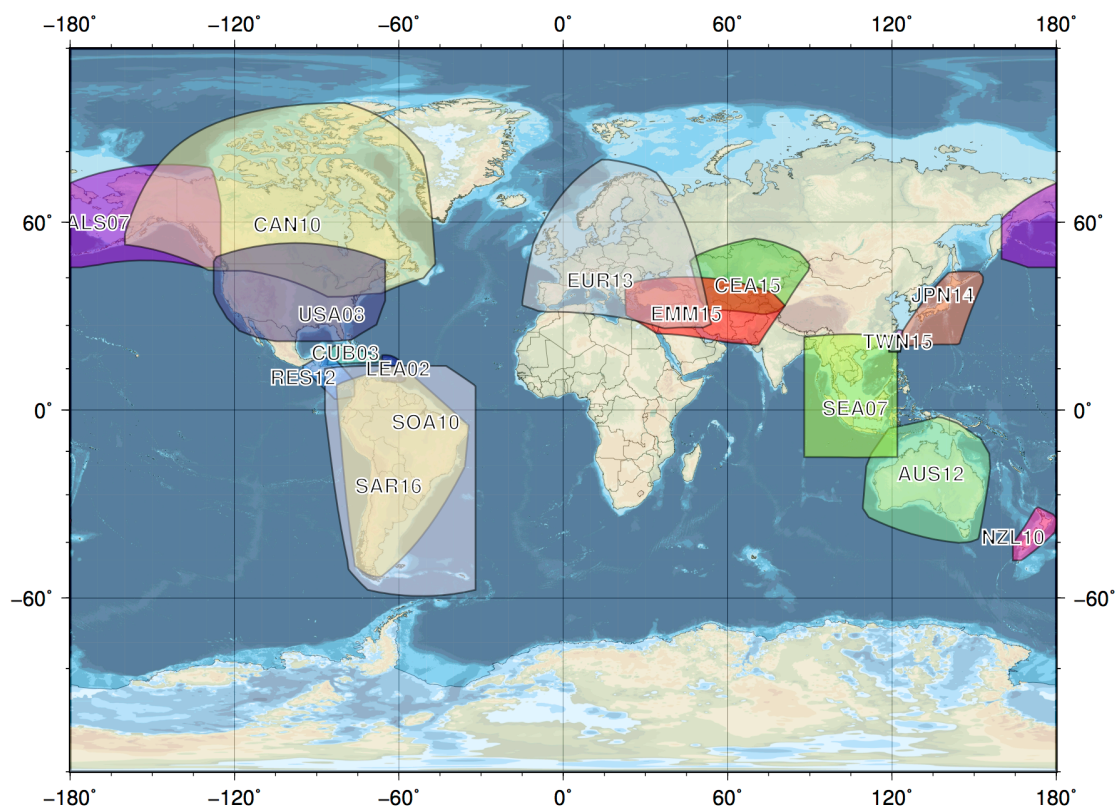 −180˚ −120˚ −60˚ 0˚ 60˚ 120˚ 180˚
60˚ ALS07 CAN10 60˚
EUR13 CEA15
JPN14
USA08 EMM15
CUB03 TWN15
RES12 LEA02
0˚ SOA10 SEA07 0˚
SAR16 AUS12
NZL10
−60˚ −60˚
−180˚ −120˚ −60˚ 0˚ 60˚ 120˚ 180˚